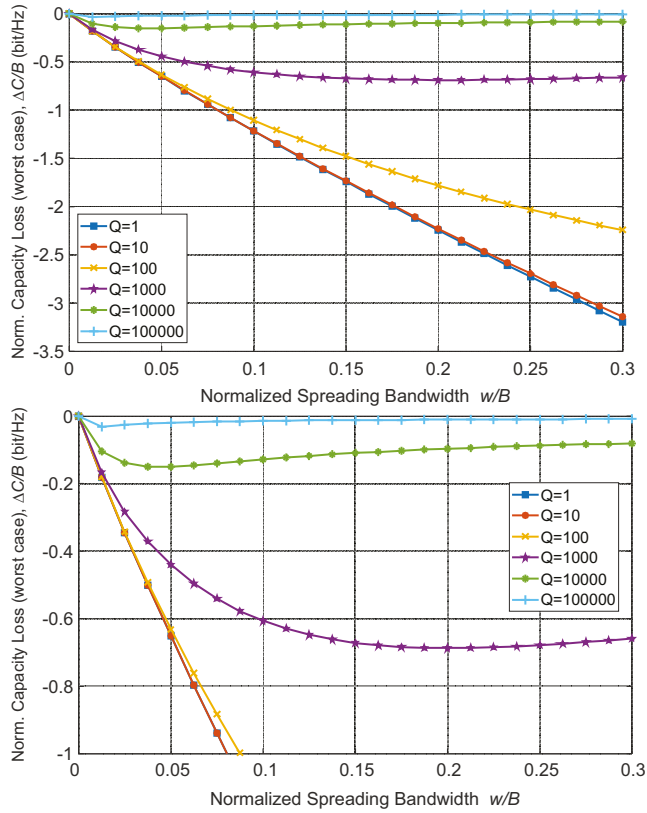 0
-0.5
-1
-1.5
-2
-2.5
-3
-3.5
Norm. Capacity Loss (worst case), ΔC/B (bit/Hz)
Q=1
Q=10
Q=100
Q=1000
Q=10000
Q=100000
0 0.05 0.1 0.15 0.2 0.25 0.3
Normalized Spreading Bandwidth w/B
0
-0.2
-0.4
-0.6
-0.8
-1
Norm. Capacity Loss (worst case), ΔC/B (bit/Hz)
Q=1
Q=10
Q=100
Q=1000
Q=10000
Q=100000
0 0.05 0.1 0.15 0.2 0.25 0.3
Normalized Spreading Bandwidth w/B